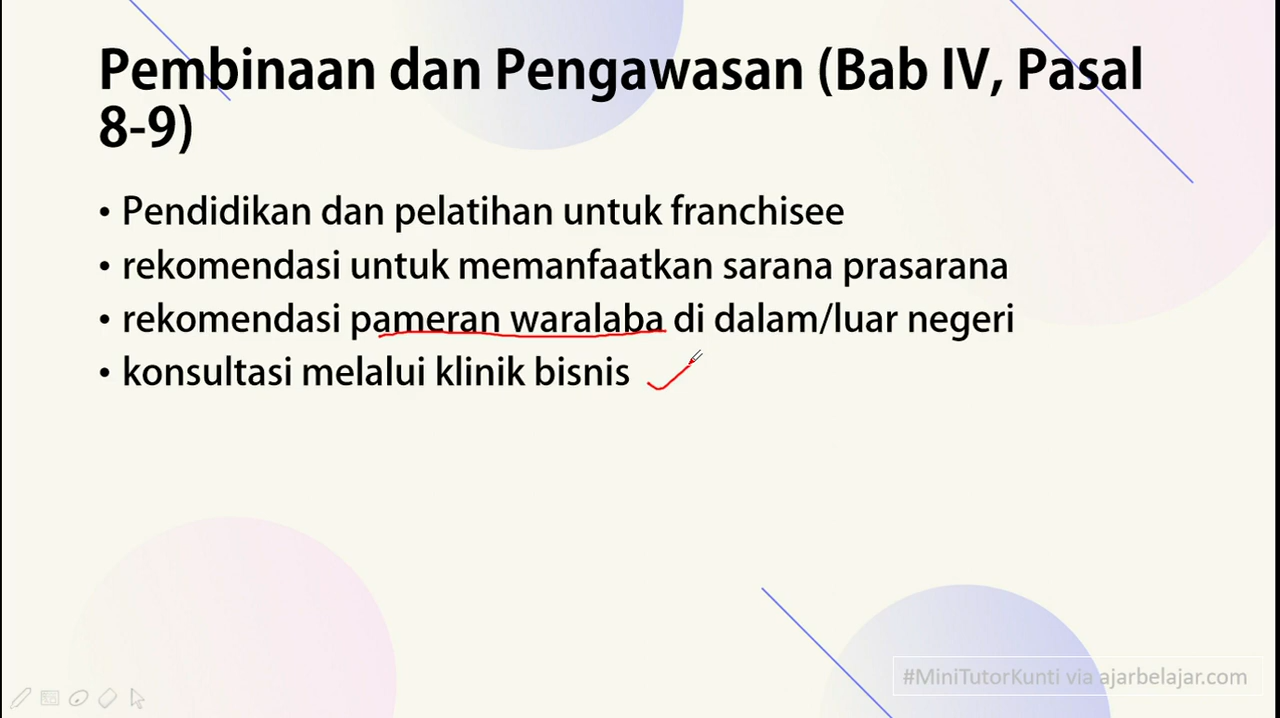 Pembinaan dan Pengawasan (Bab IV, Pasal
8-9)
• Pendidikan dan pelatihan untuk franchisee
• rekomendasi untuk memanfaatkan sarana prasarana
• rekomendasi pameran waralaba di dalam/luar negeri
• konsultasi melalui klinik bisnis
#MiniTutorKunti via ajarbelajar.com